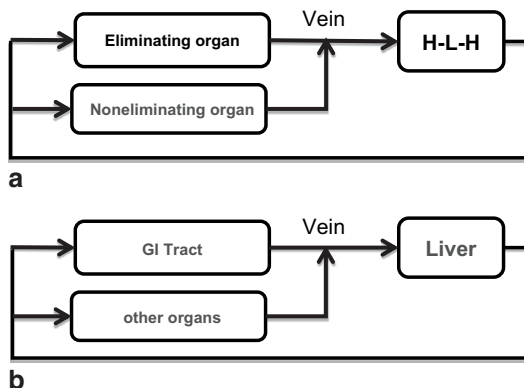 Vein
Eliminating organ
H-L-H
Noneliminating organ
a
Vein
GI Tract
Liver
other organs
b